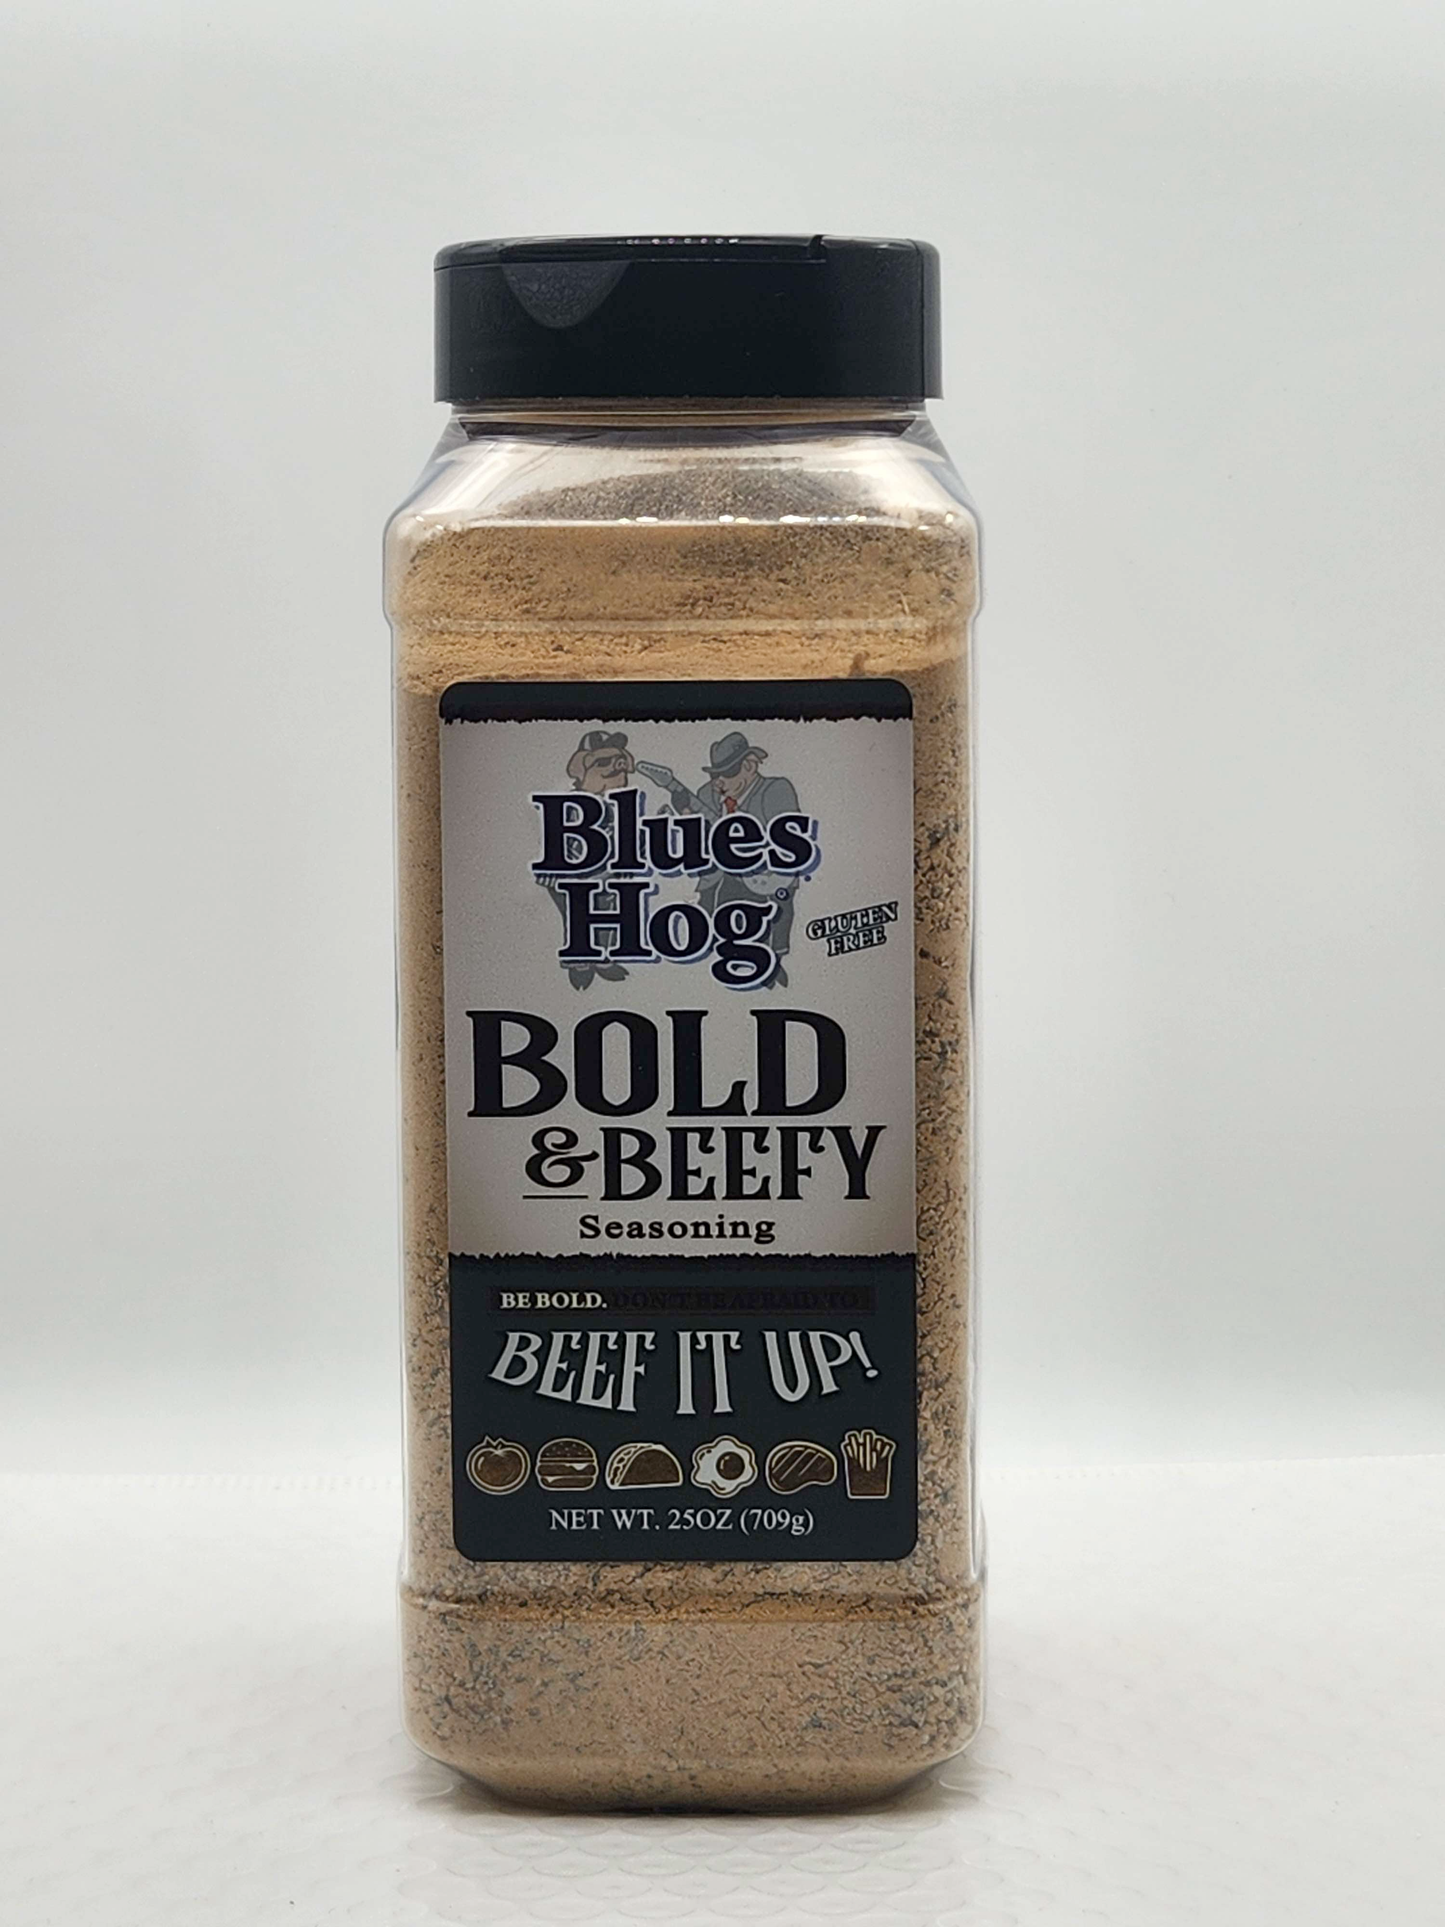 Blues
Hog®
GLUTEN
FREE
BOLD
& BEEFY
Seasoning
BE BOLD. DON'T BE AFRAID TO
BEEF IT UP!
NET WT. 25OZ (709g)